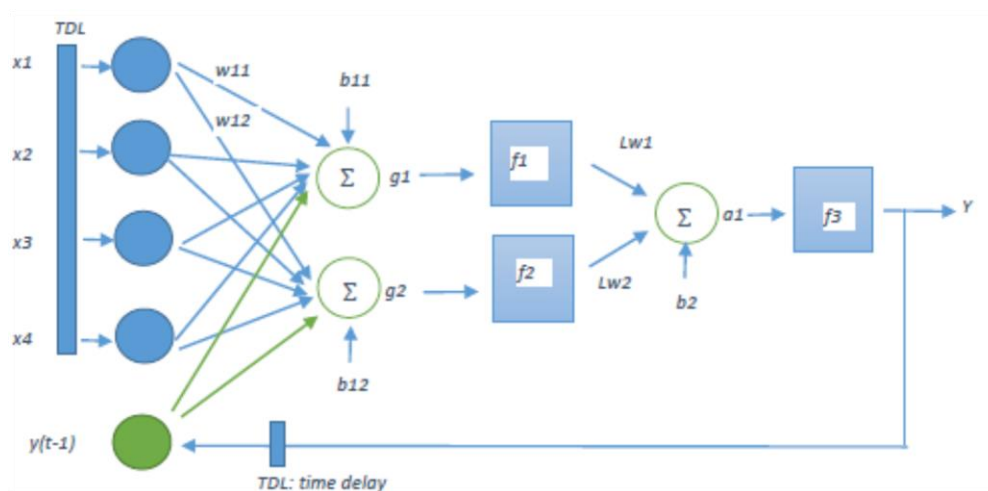 TDL
x1
w11
b11
w12
x2
Σ
g1
f1
Lw1
Σ
a1
f3
Y
x3
f2
Σ
g2
Lw2
b2
x4
b12
y(t-1)
TDL: time delay